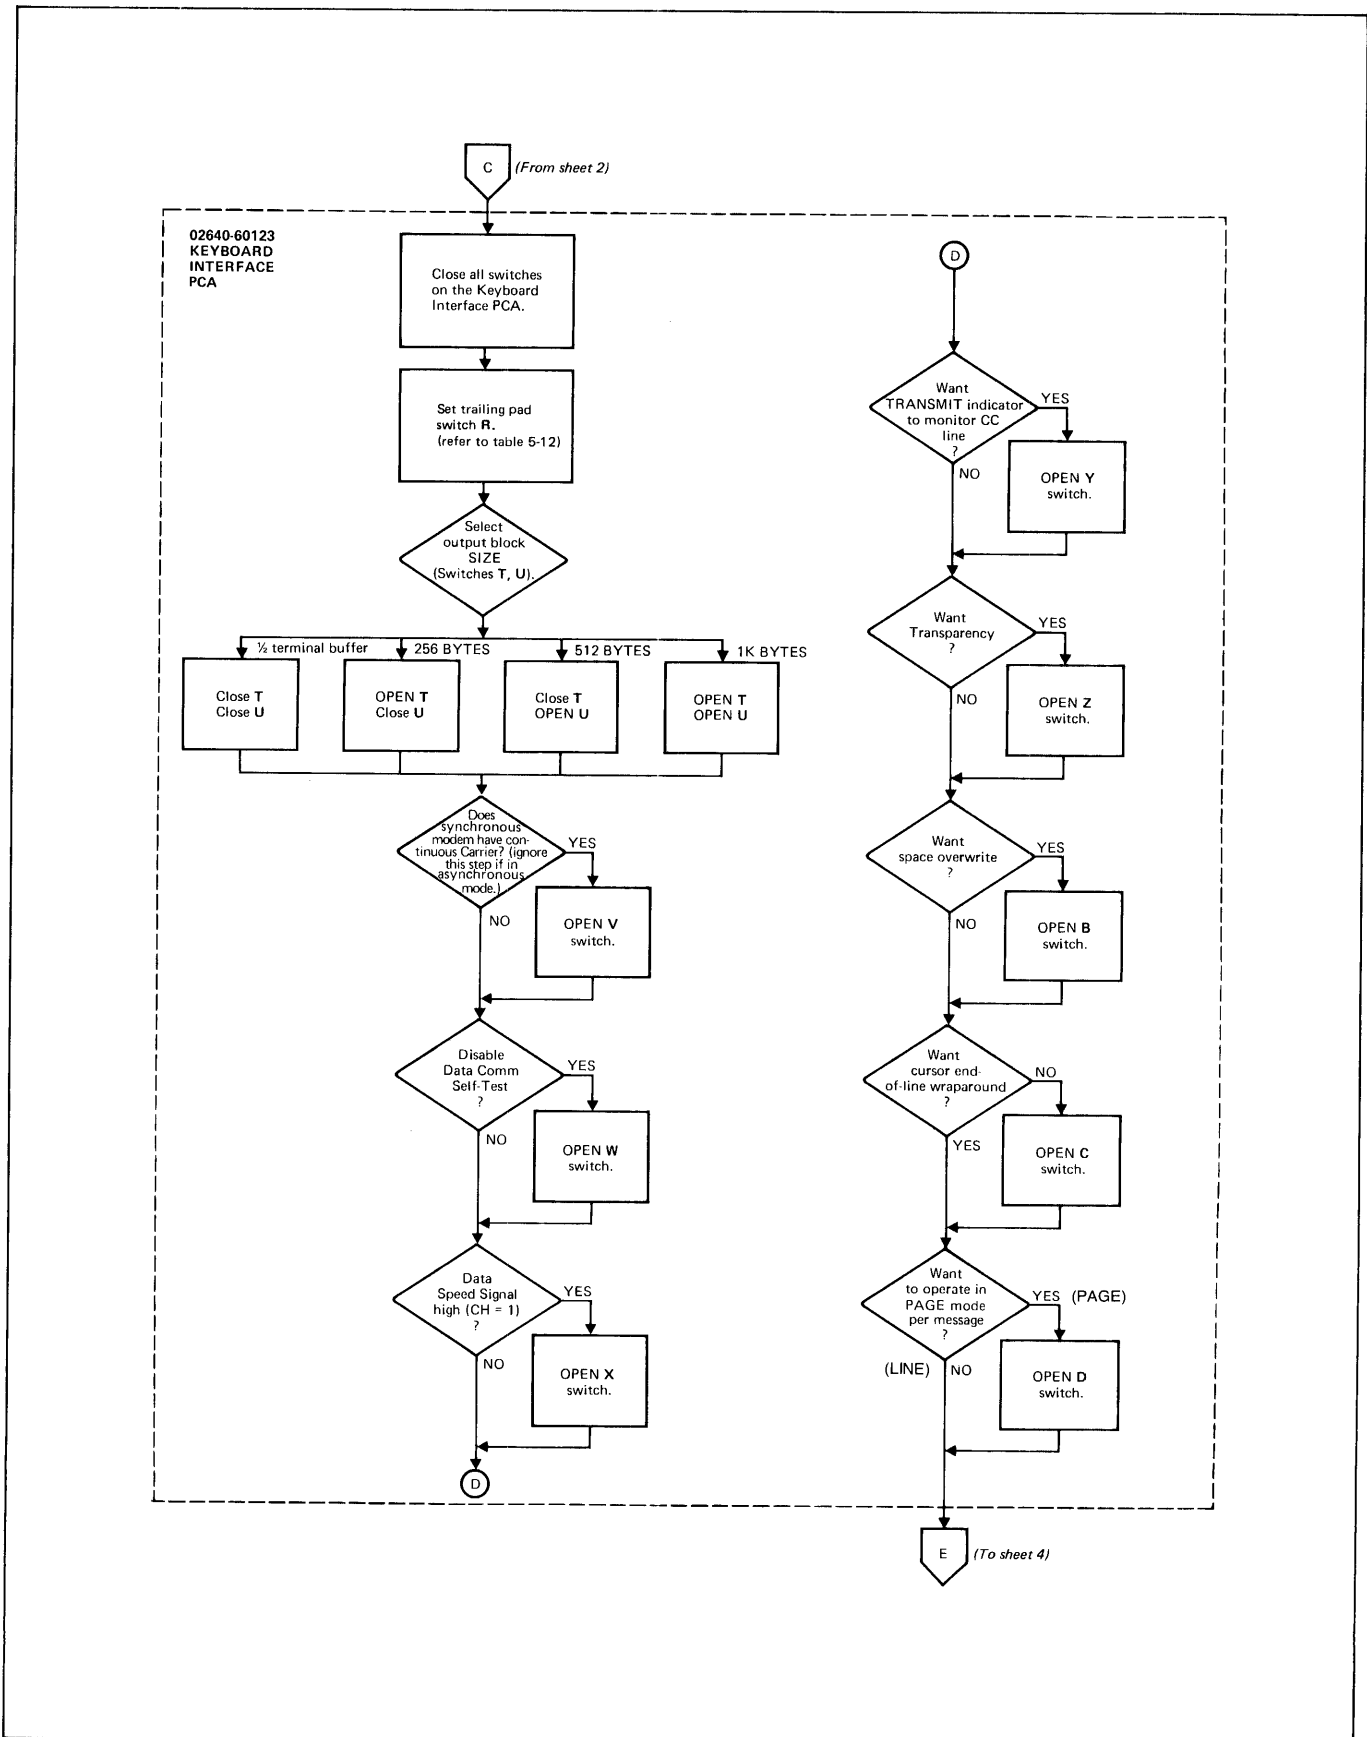 C (From sheet 2)
02640-60123
KEYBOARD
INTERFACE
PCA
Close all switches
on the Keyboard
Interface PCA.
Set trailing pad
switch R.
(refer to table 5-12)
Select
output block
SIZE
(Switches T, U).
½ terminal buffer
256 BYTES
512 BYTES
1K BYTES
Close T
Close U
OPEN T
Close U
Close T
OPEN U
OPEN T
OPEN U
Does
synchronous
modem have con-
tinuous Carrier? (ignore
this step if in
asynchronous
mode.)
YES
NO
OPEN V
switch.
Disable
Data Comm
Self-Test
?
YES
NO
OPEN W
switch.
Data
Speed Signal
high (CH = 1)
?
YES
NO
OPEN X
switch.
D
D
Want
TRANSMIT indicator
to monitor CC
line
?
YES
NO
OPEN Y
switch.
Want
Transparency
?
YES
NO
OPEN Z
switch.
Want
space overwrite
?
YES
NO
OPEN B
switch.
Want
cursor end-
of-line wraparound
?
NO
YES
OPEN C
switch.
Want
to operate in
PAGE mode
per message
?
YES (PAGE)
(LINE) NO
OPEN D
switch.
E (To sheet 4)